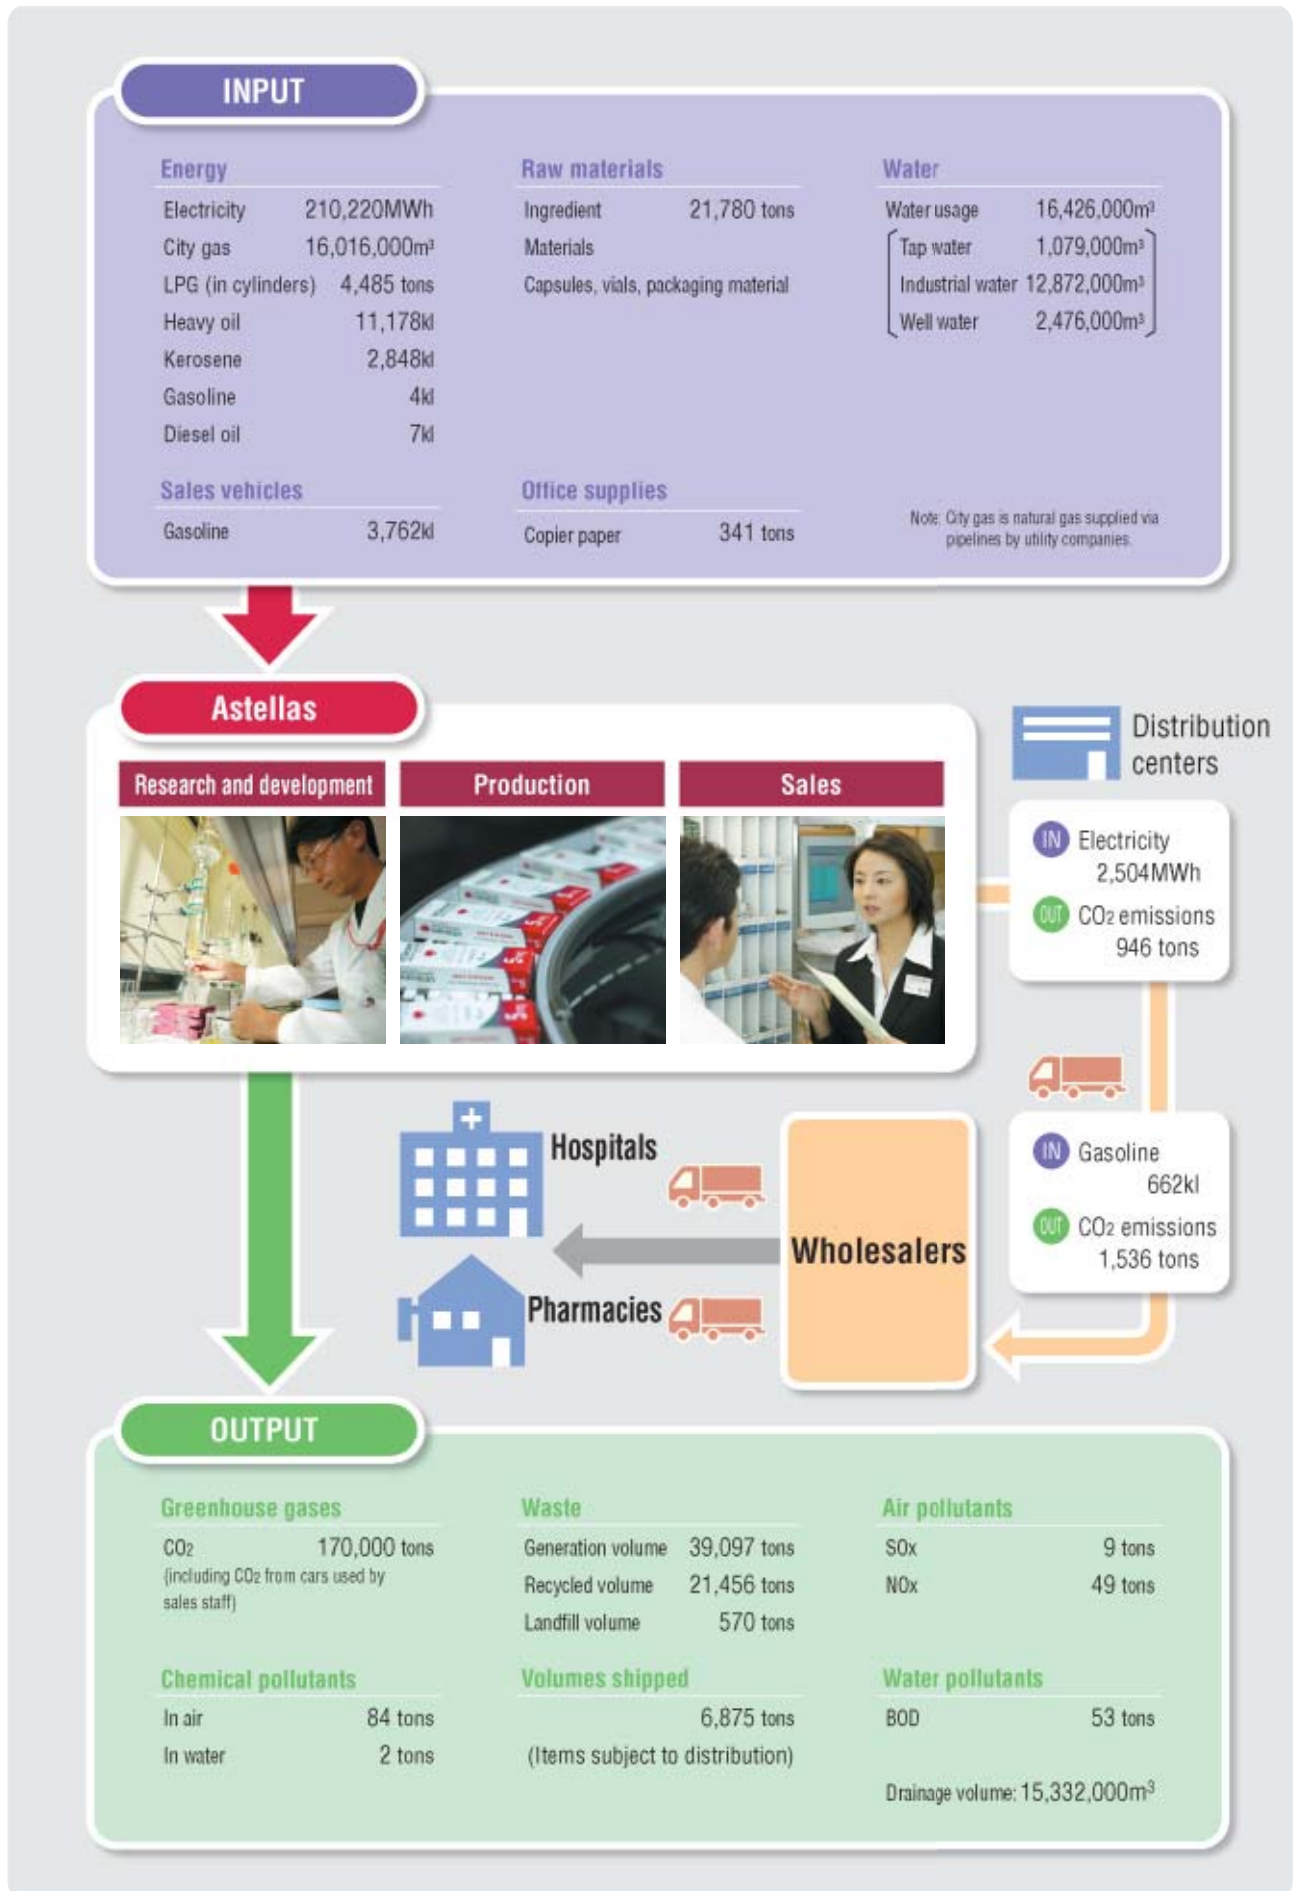 INPUT
Energy
Electricity 210,220MWh
City gas 16,016,000m³
LPG (in cylinders) 4,485 tons
Heavy oil 11,178kl
Kerosene 2,848kl
Gasoline 4kl
Diesel oil 7kl
Sales vehicles
Gasoline 3,762kl
Raw materials
Ingredient 21,780 tons
Materials
Capsules, vials, packaging material
Office supplies
Copier paper 341 tons
Water
Water usage 16,426,000m³
Tap water 1,079,000m³
Industrial water 12,872,000m³
Well water 2,476,000m³
Note: City gas is natural gas supplied via
pipelines by utility companies.
Astellas
Research and development
Production
Sales
Distribution
centers
IN Electricity
2,504MWh
OUT CO2 emissions
946 tons
IN Gasoline
662kl
OUT CO2 emissions
1,536 tons
Wholesalers
Hospitals
Pharmacies
OUTPUT
Greenhouse gases
CO2 170,000 tons
(including CO2 from cars used by
sales staff)
Chemical pollutants
In air 84 tons
In water 2 tons
Waste
Generation volume 39,097 tons
Recycled volume 21,456 tons
Landfill volume 570 tons
Volumes shipped
6,875 tons
(Items subject to distribution)
Air pollutants
SOx 9 tons
NOx 49 tons
Water pollutants
BOD 53 tons
Drainage volume: 15,332,000m³